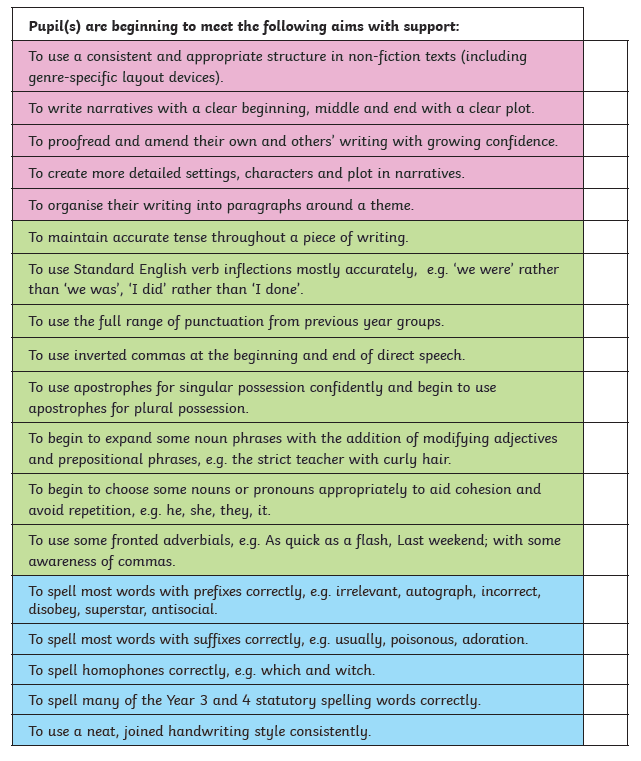 Pupil(s) are beginning to meet the following aims with support:
To use a consistent and appropriate structure in non-fiction texts (including
genre-specific layout devices).
To write narratives with a clear beginning, middle and end with a clear plot.
To proofread and amend their own and others’ writing with growing confidence.
To create more detailed settings, characters and plot in narratives.
To organise their writing into paragraphs around a theme.
To maintain accurate tense throughout a piece of writing.
To use Standard English verb inflections mostly accurately,  e.g. ‘we were’ rather
than ‘we was’, ‘I did’ rather than ‘I done’.
To use the full range of punctuation from previous year groups.
To use inverted commas at the beginning and end of direct speech.
To use apostrophes for singular possession confidently and begin to use
apostrophes for plural possession.
To begin to expand some noun phrases with the addition of modifying adjectives
and prepositional phrases, e.g. the strict teacher with curly hair.
To begin to choose some nouns or pronouns appropriately to aid cohesion and
avoid repetition, e.g. he, she, they, it.
To use some fronted adverbials, e.g. As quick as a flash, Last weekend; with some
awareness of commas.
To spell most words with prefixes correctly, e.g. irrelevant, autograph, incorrect,
disobey, superstar, antisocial.
To spell most words with suffixes correctly, e.g. usually, poisonous, adoration.
To spell homophones correctly, e.g. which and witch.
To spell many of the Year 3 and 4 statutory spelling words correctly.
To use a neat, joined handwriting style consistently.